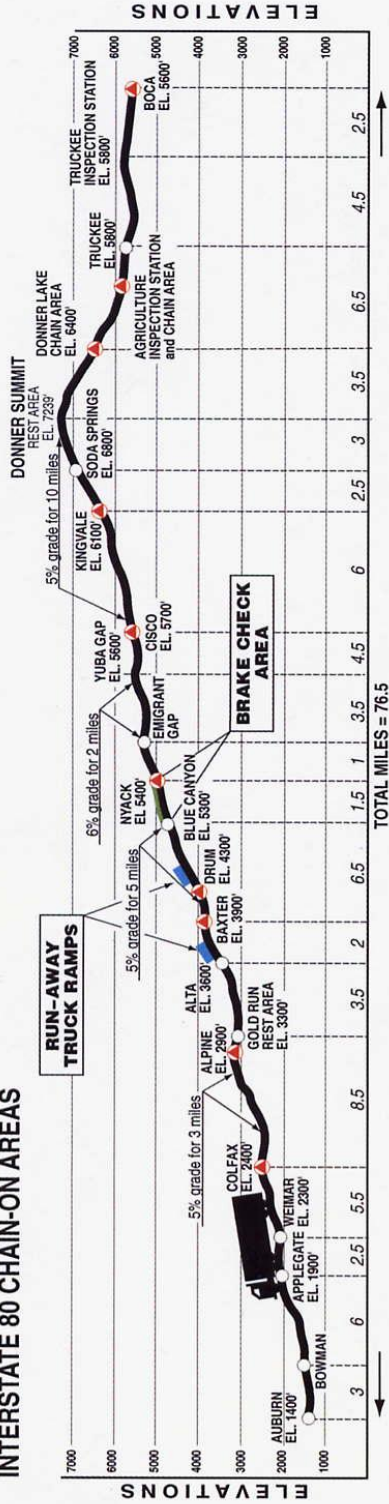 INTERSTATE 80 CHAIN-ON AREAS
ELEVATIONS
7000
6000
5000
4000
3000
2000
1000
AUBURN
EL. 1400'
BOWMAN
APPLEGATE
EL. 1900'
WEIMAR
EL. 2300'
COLFAX
EL. 2400'
5% grade for 3 miles
ALPINE
EL. 2900'
GOLD RUN
REST AREA
EL. 3300'
ALTA
EL. 3600'
RUN-AWAY
TRUCK RAMPS
BAXTER
EL. 3900'
DRUM
EL. 4300'
5% grade for 5 miles
BLUE CANYON
EL. 5300'
NYACK
EL. 5400'
BRAKE CHECK
AREA
EMIGRANT
GAP
6% grade for 2 miles
YUBA GAP
EL. 5600'
CISCO
EL. 5700'
5% grade for 10 miles
KINGVALE
EL. 6100'
SODA SPRINGS
EL. 6800'
DONNER SUMMIT
REST AREA
EL. 7239'
DONNER LAKE
CHAIN AREA
EL. 6400'
AGRICULTURE
INSPECTION STATION
and CHAIN AREA
TRUCKEE
EL. 5800'
TRUCKEE
INSPECTION STATION
EL. 5800'
BOCA
EL. 5600'
7000
6000
5000
4000
3000
2000
1000
ELEVATIONS
3 6 2.5 5.5 8.5 3.5 2 6.5 1.5 1 3.5 4.5 6 2.5 3 3.5 6.5 4.5 2.5
TOTAL MILES = 76.5